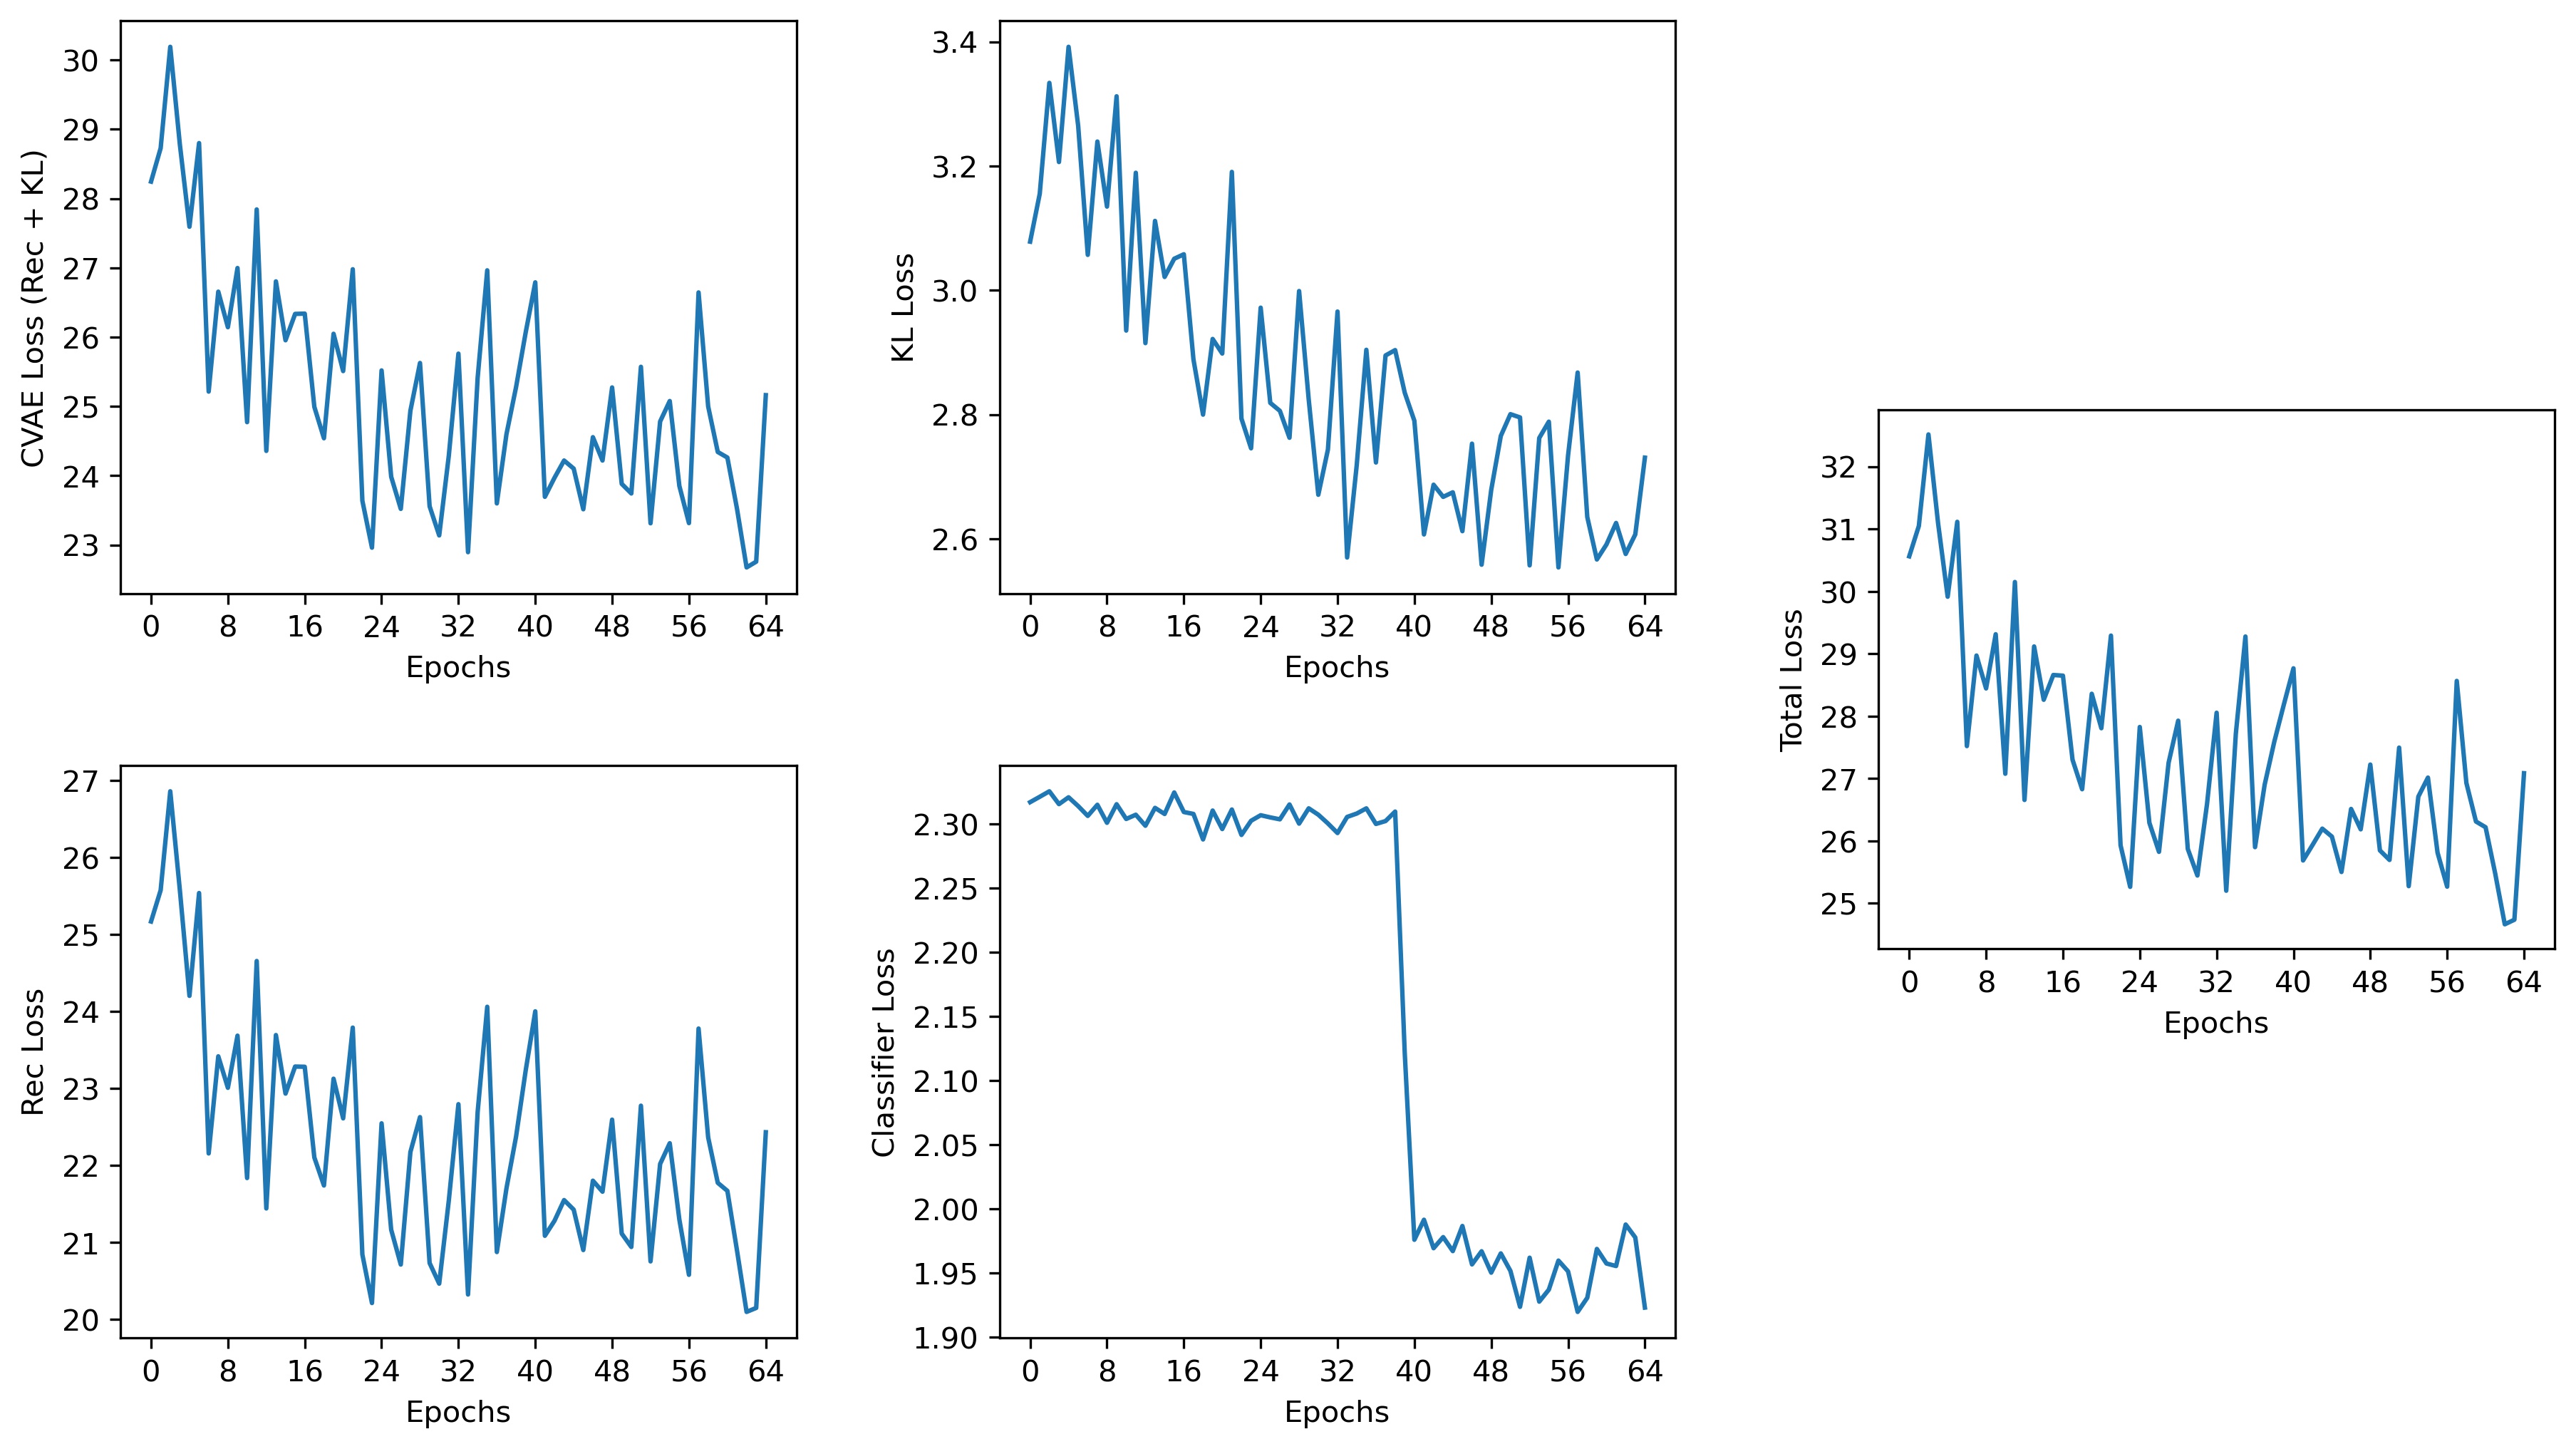 CVAE Loss (Rec + KL)
30
29
28
27
26
25
24
23
0 8 16 24 32 40 48 56 64
Epochs
KL Loss
3.4
3.2
3.0
2.8
2.6
0 8 16 24 32 40 48 56 64
Epochs
Rec Loss
27
26
25
24
23
22
21
20
0 8 16 24 32 40 48 56 64
Epochs
Classifier Loss
2.30
2.25
2.20
2.15
2.10
2.05
2.00
1.95
1.90
0 8 16 24 32 40 48 56 64
Epochs
Total Loss
32
31
30
29
28
27
26
25
0 8 16 24 32 40 48 56 64
Epochs